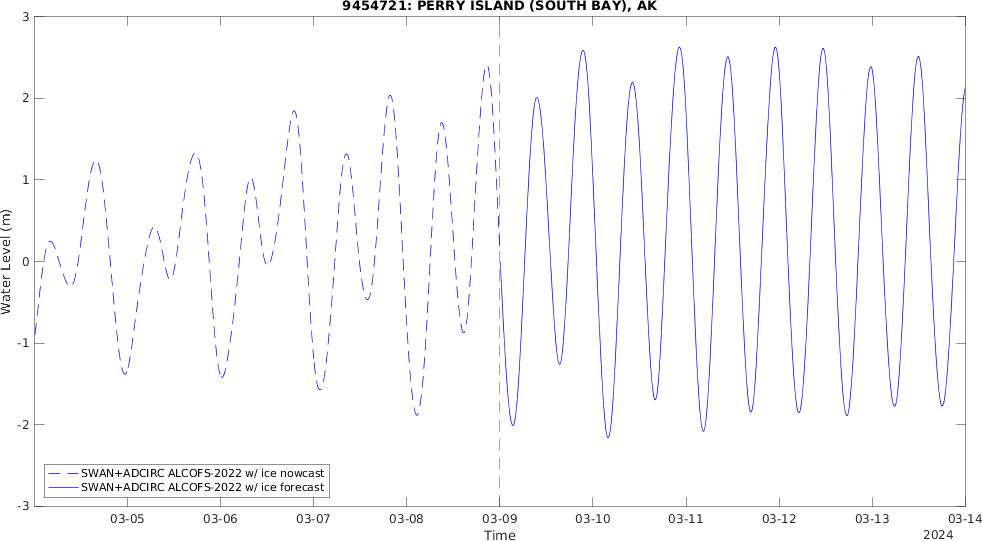 9454721: PERRY ISLAND (SOUTH BAY), AK
3
2
1
0
-1
-2
-3
Water Level (m)
SWAN+ADCIRC ALCOFS-2022 w/ ice nowcast
SWAN+ADCIRC ALCOFS-2022 w/ ice forecast
03-05 03-06 03-07 03-08 03-09 03-10 03-11 03-12 03-13 03-14
Time
2024